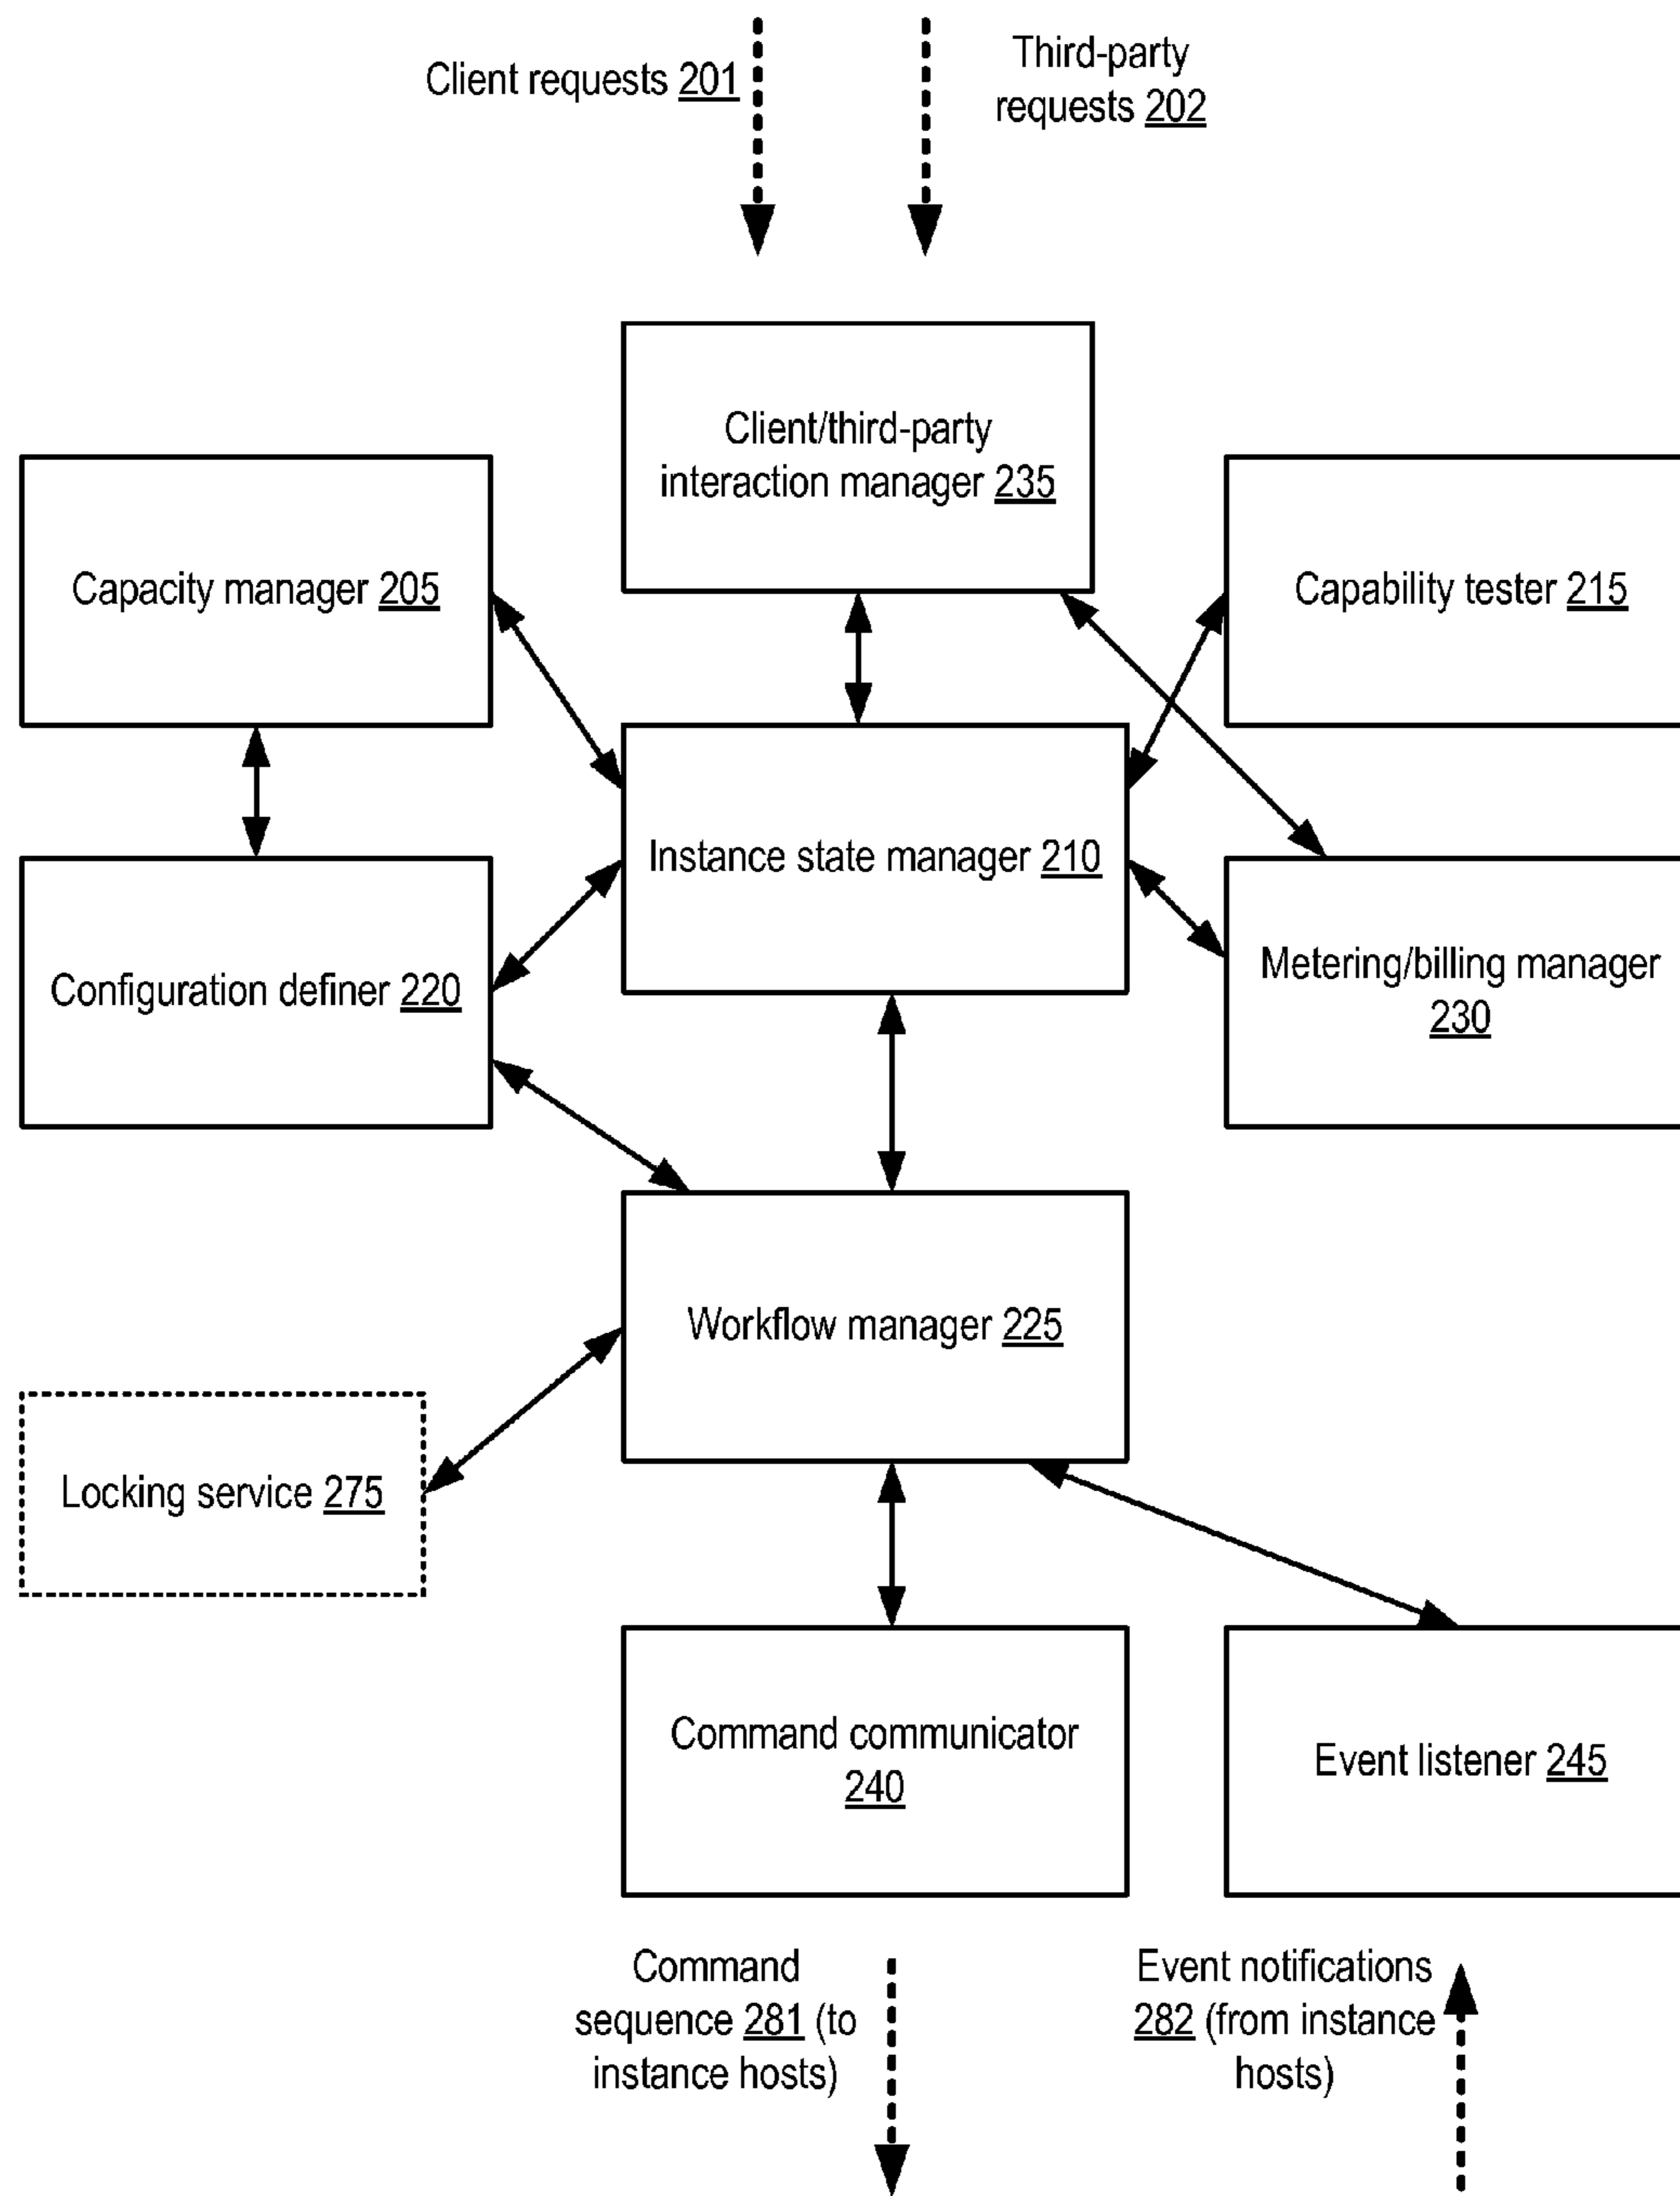 Client requests 201
Third-party
requests 202
Client/third-party
interaction manager 235
Capacity manager 205
Capability tester 215
Instance state manager 210
Configuration definer 220
Metering/billing manager
230
Workflow manager 225
Locking service 275
Command communicator
240
Event listener 245
Command
sequence 281 (to
instance hosts)
Event notifications
282 (from instance
hosts)